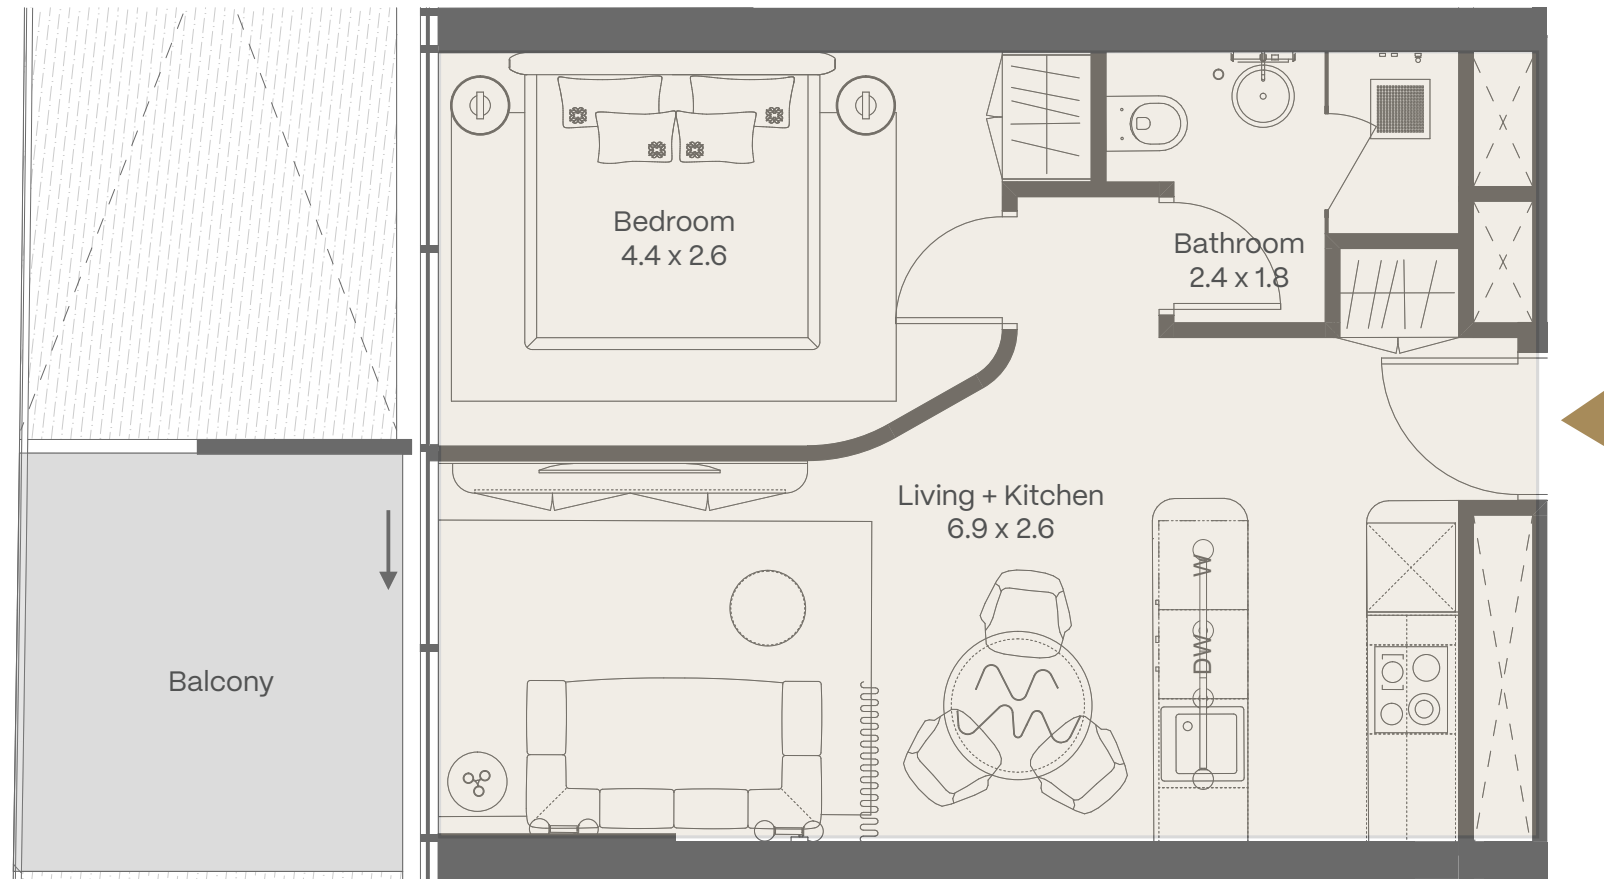 Bedroom
4.4 x 2.6
Bathroom
2.4 x 1.8
Living + Kitchen
6.9 x 2.6
W
DW
Balcony